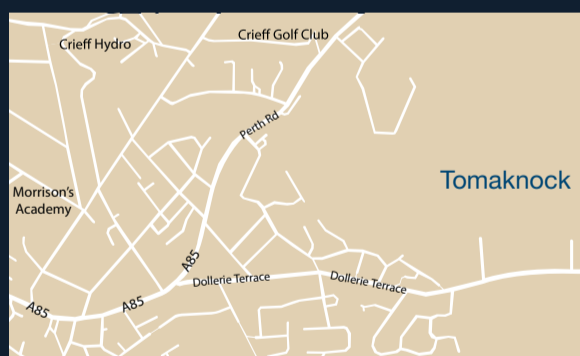 Crieff Golf Club
Crieff Hydro
Perth Rd
Tomaknock
Morrison's
Academy
A85
Dollerie Terrace
Dollerie Terrace
A85
A85